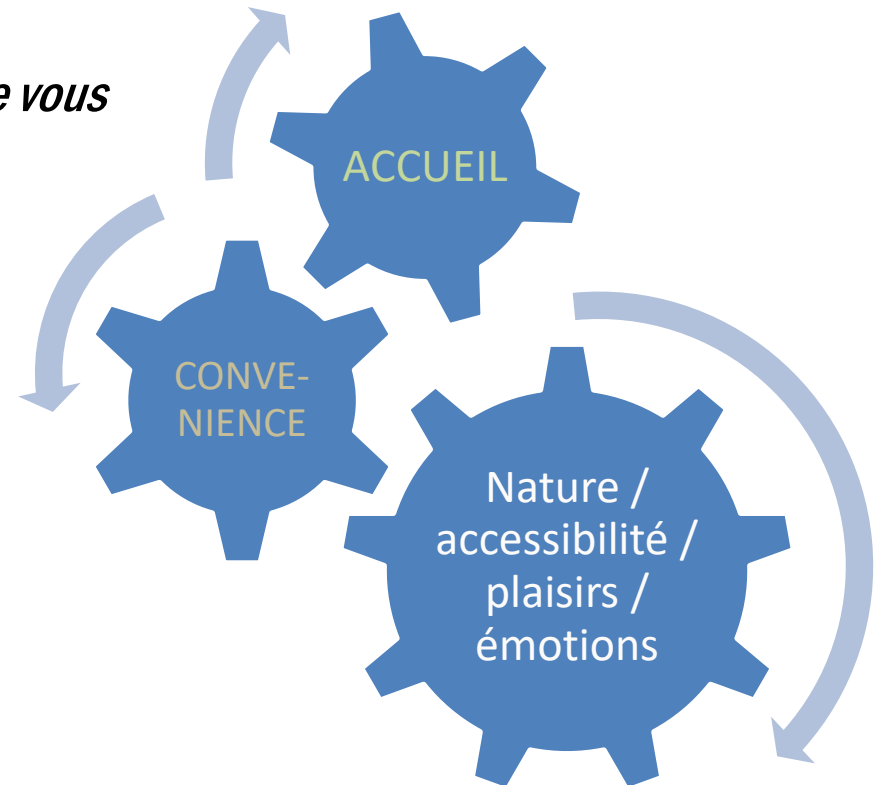 e vous
ACCUEIL
CONVE-
NIENCE
Nature /
accessibilité /
plaisirs /
émotions